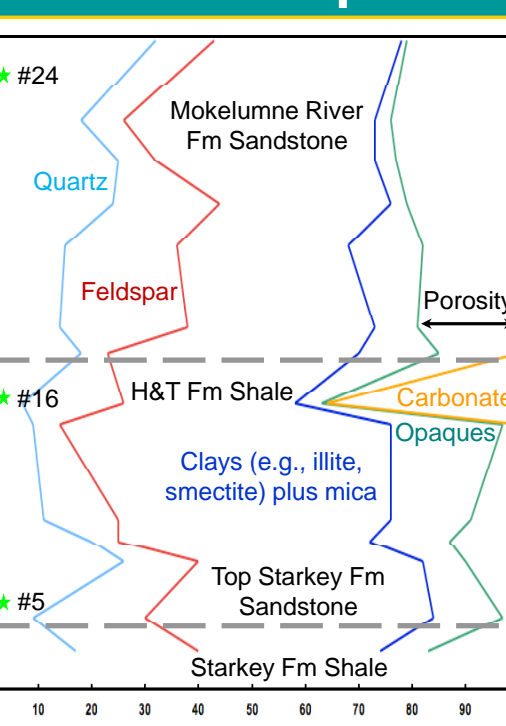 #24
Mokelumne River
Fm Sandstone
Quartz
Feldspar
Porosity
#16
H&T Fm Shale
Carbonate
Opaques
Clays (e.g., illite,
smectite) plus mica
#5
Top Starkey Fm
Sandstone
Starkey Fm Shale
10 20 30 40 50 60 70 80 90